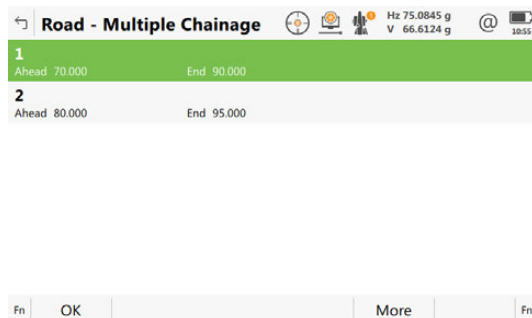 Road - Multiple Chainage
Hz 75.0845 g
V 66.6124 g
@
10:55
1
Ahead 70.000 End 90.000
2
Ahead 80.000 End 95.000
Fn OK More Fn